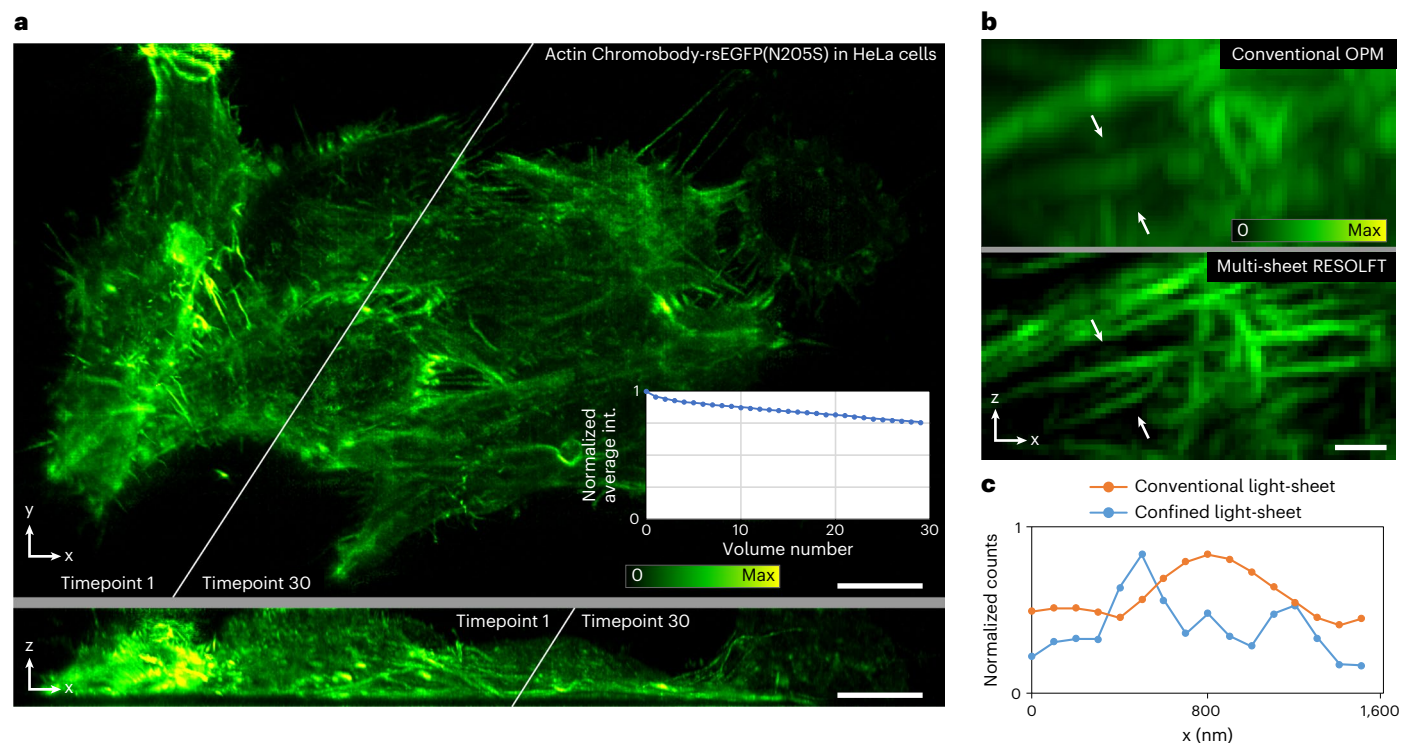 a
Actin Chromobody-rsEGFP(N205S) in HeLa cells
y
x
Timepoint 1
Timepoint 30
Normalized
average int.
1
0
0
10
20
30
Volume number
0
Max
z
x
Timepoint 1
Timepoint 30
b
Conventional OPM
0
Max
Multi-sheet RESOLFT
z
x
c
Conventional light-sheet
Confined light-sheet
Normalized counts
1
0
0
800
1,600
x (nm)